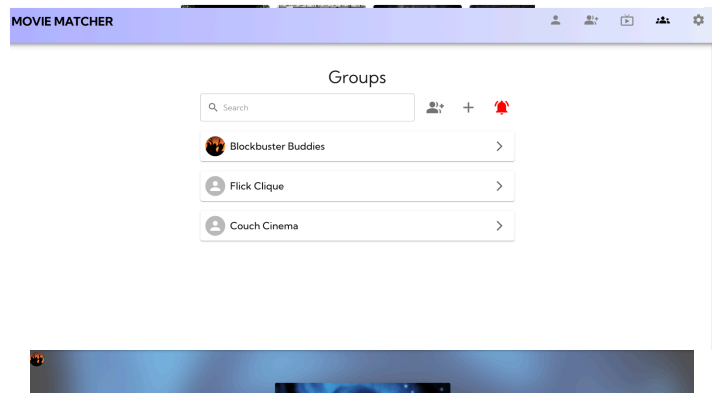 MOVIE MATCHER
Groups
Search
Blockbuster Buddies
Flick Clique
Couch Cinema